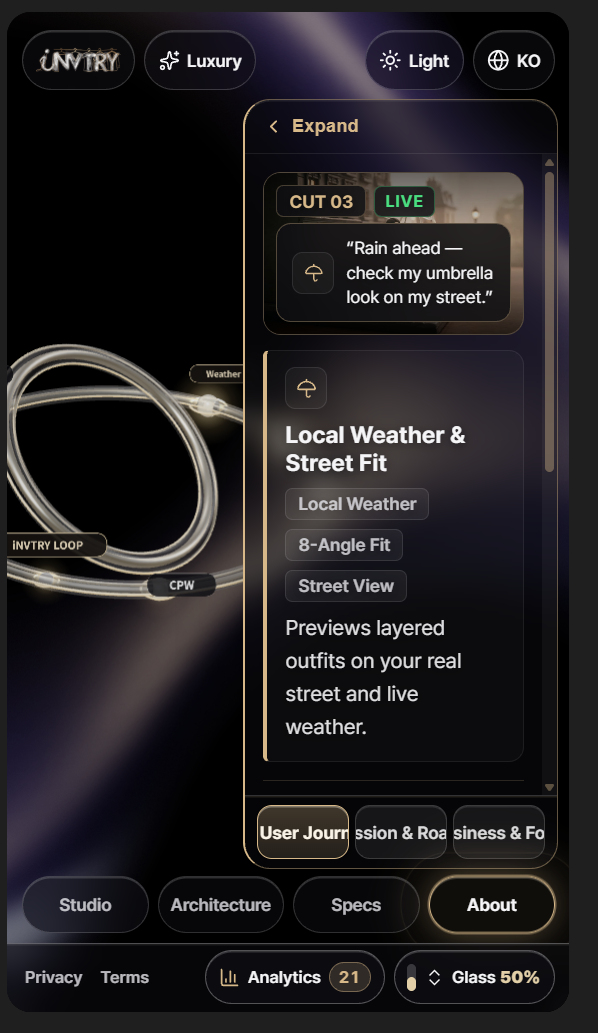 iNVTRY
Luxury
Light
KO
Expand
CUT 03
LIVE
“Rain ahead —
check my umbrella
look on my street.”
Weather
Local Weather &
Street Fit
Local Weather
8-Angle Fit
Street View
iNVTRY LOOP
CPW
Previews layered
outfits on your real
street and live
weather.
User Journ
ssion & Roa
siness & Fo
Studio
Architecture
Specs
About
Privacy
Terms
Analytics
21
Glass 50%